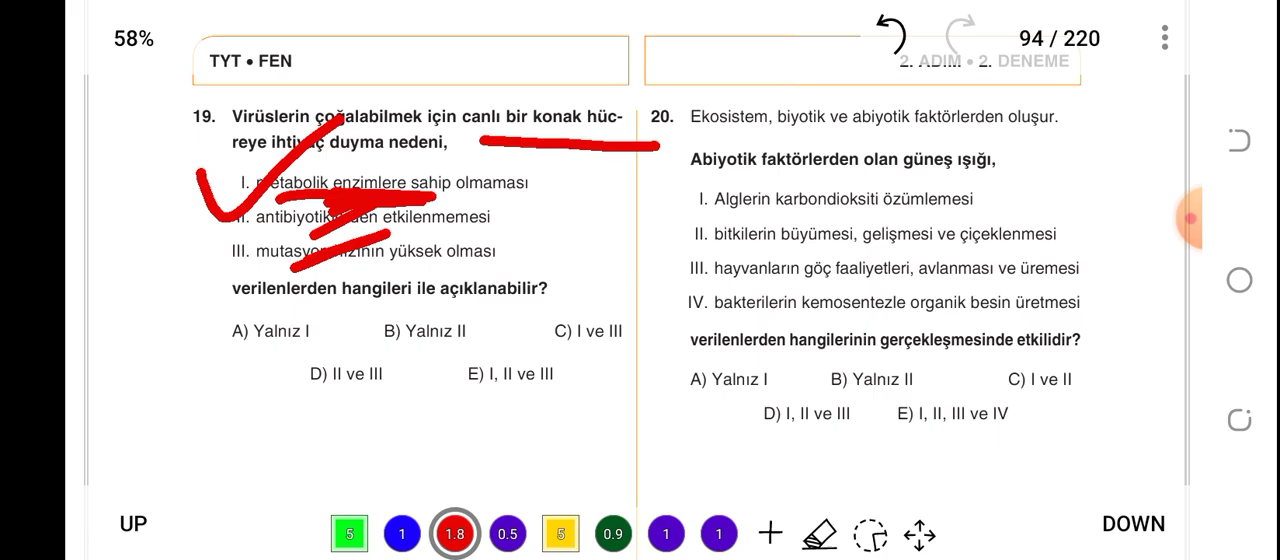 58%
94 / 220
TYT • FEN
2. ADIM • 2. DENEME
19. Virüslerin çoğalabilmek için canlı bir konak hüc-
reye ihtiyaç duyma nedeni,
I. metabolik enzimlere sahip olmaması
II. antibiyotiklerden etkilenmemesi
III. mutasyon hızının yüksek olması
verilenlerden hangileri ile açıklanabilir?
A) Yalnız I B) Yalnız II C) I ve III
D) II ve III E) I, II ve III
20. Ekosistem, biyotik ve abiyotik faktörlerden oluşur.
Abiyotik faktörlerden olan güneş ışığı,
I. Alglerin karbondioksiti özümlemesi
II. bitkilerin büyümesi, gelişmesi ve çiçeklenmesi
III. hayvanların göç faaliyetleri, avlanması ve üremesi
IV. bakterilerin kemosentezle organik besin üretmesi
verilenlerden hangilerinin gerçekleşmesinde etkilidir?
A) Yalnız I B) Yalnız II C) I ve II
D) I, II ve III E) I, II, III ve IV
UP
5 1 1.8 0.5 5 0.9 1 1
DOWN